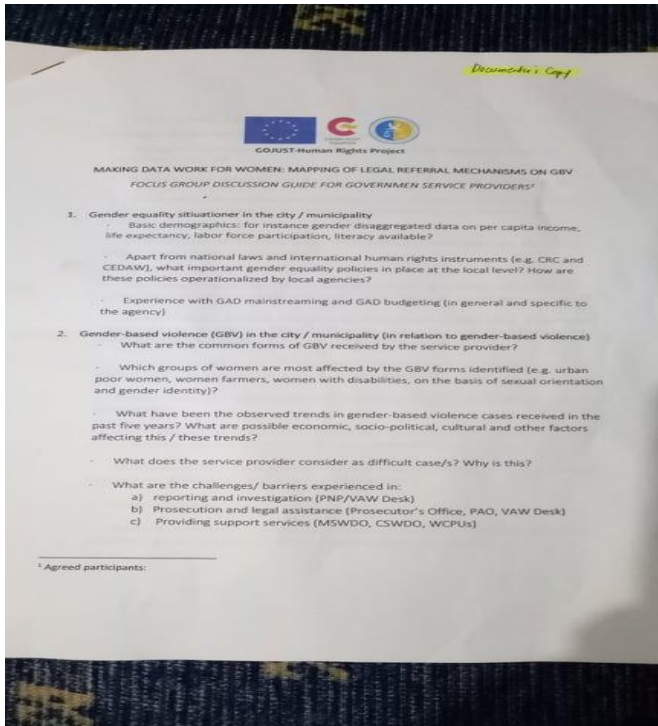 Documenter's Copy
GOJUST-Human Rights Project
MAKING DATA WORK FOR WOMEN: MAPPING OF LEGAL REFERRAL MECHANISMS ON GBV
FOCUS GROUP DISCUSSION GUIDE FOR GOVERNMEN SERVICE PROVIDERS¹
1. Gender equality sitiuationer in the city / municipality
- Basic demographics: for instance gender disaggregated data on per capita income,
life expectancy, labor force participation, literacy available?
- Apart from national laws and international human rights instruments (e.g. CRC and
CEDAW), what important gender equality policies in place at the local level? How are
these policies operationalized by local agencies?
- Experience with GAD mainstreaming and GAD budgeting (in general and specific to
the agency)
2. Gender-based violence (GBV) in the city / municipality (in relation to gender-based violence)
- What are the common forms of GBV received by the service provider?
- Which groups of women are most affected by the GBV forms identified (e.g. urban
poor women, women farmers, women with disabilities, on the basis of sexual orientation
and gender identity)?
- What have been the observed trends in gender-based violence cases received in the
past five years? What are possible economic, socio-political, cultural and other factors
affecting this / these trends?
- What does the service provider consider as difficult case/s? Why is this?
- What are the challenges/ barriers experienced in:
a) reporting and investigation (PNP/VAW Desk)
b) Prosecution and legal assistance (Prosecutor's Office, PAO, VAW Desk)
c) Providing support services (MSWDO, CSWDO, WCPUs)
¹ Agreed participants: